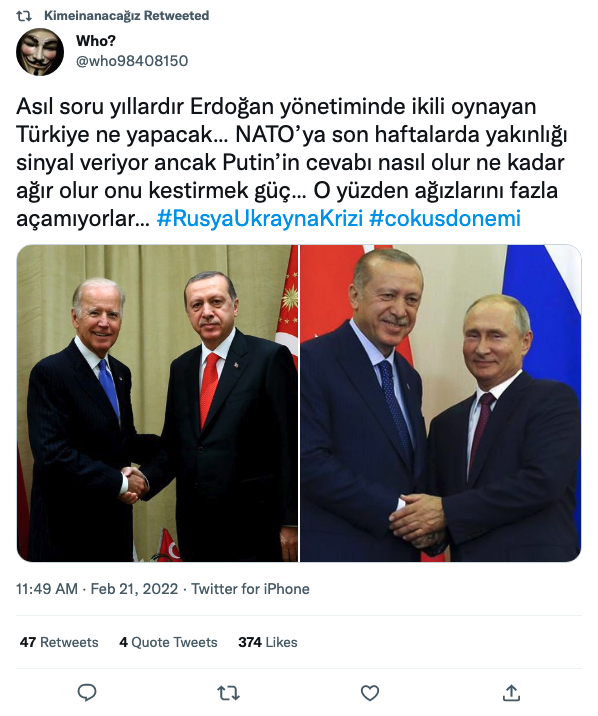 Kimeinanacağız Retweeted
Who?
@who98408150
Asıl soru yıllardır Erdoğan yönetiminde ikili oynayan
Türkiye ne yapacak... NATO’ya son haftalarda yakınlığı
sinyal veriyor ancak Putin’in cevabı nasıl olur ne kadar
ağır olur onu kestirmek güç... O yüzden ağızlarını fazla
açamıyorlar... #RusyaUkraynaKrizi #cokusdonemi
11:49 AM · Feb 21, 2022 · Twitter for iPhone
47 Retweets 4 Quote Tweets 374 Likes